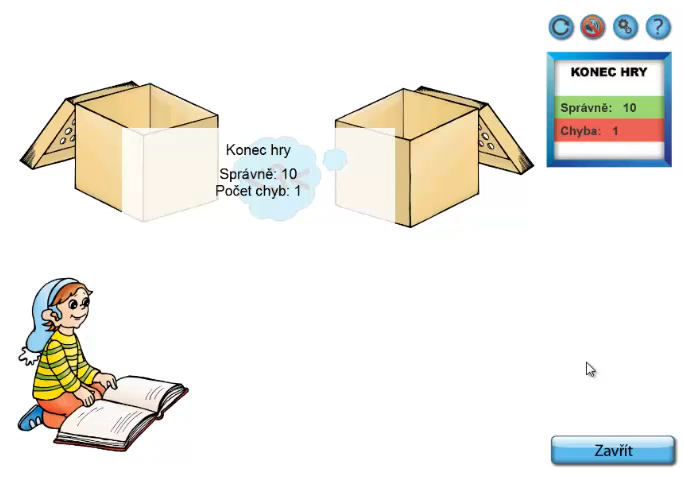 KONEC HRY
Správně: 10
Chyba: 1
Konec hry
Správně: 10
Počet chyb: 1
Zavřít